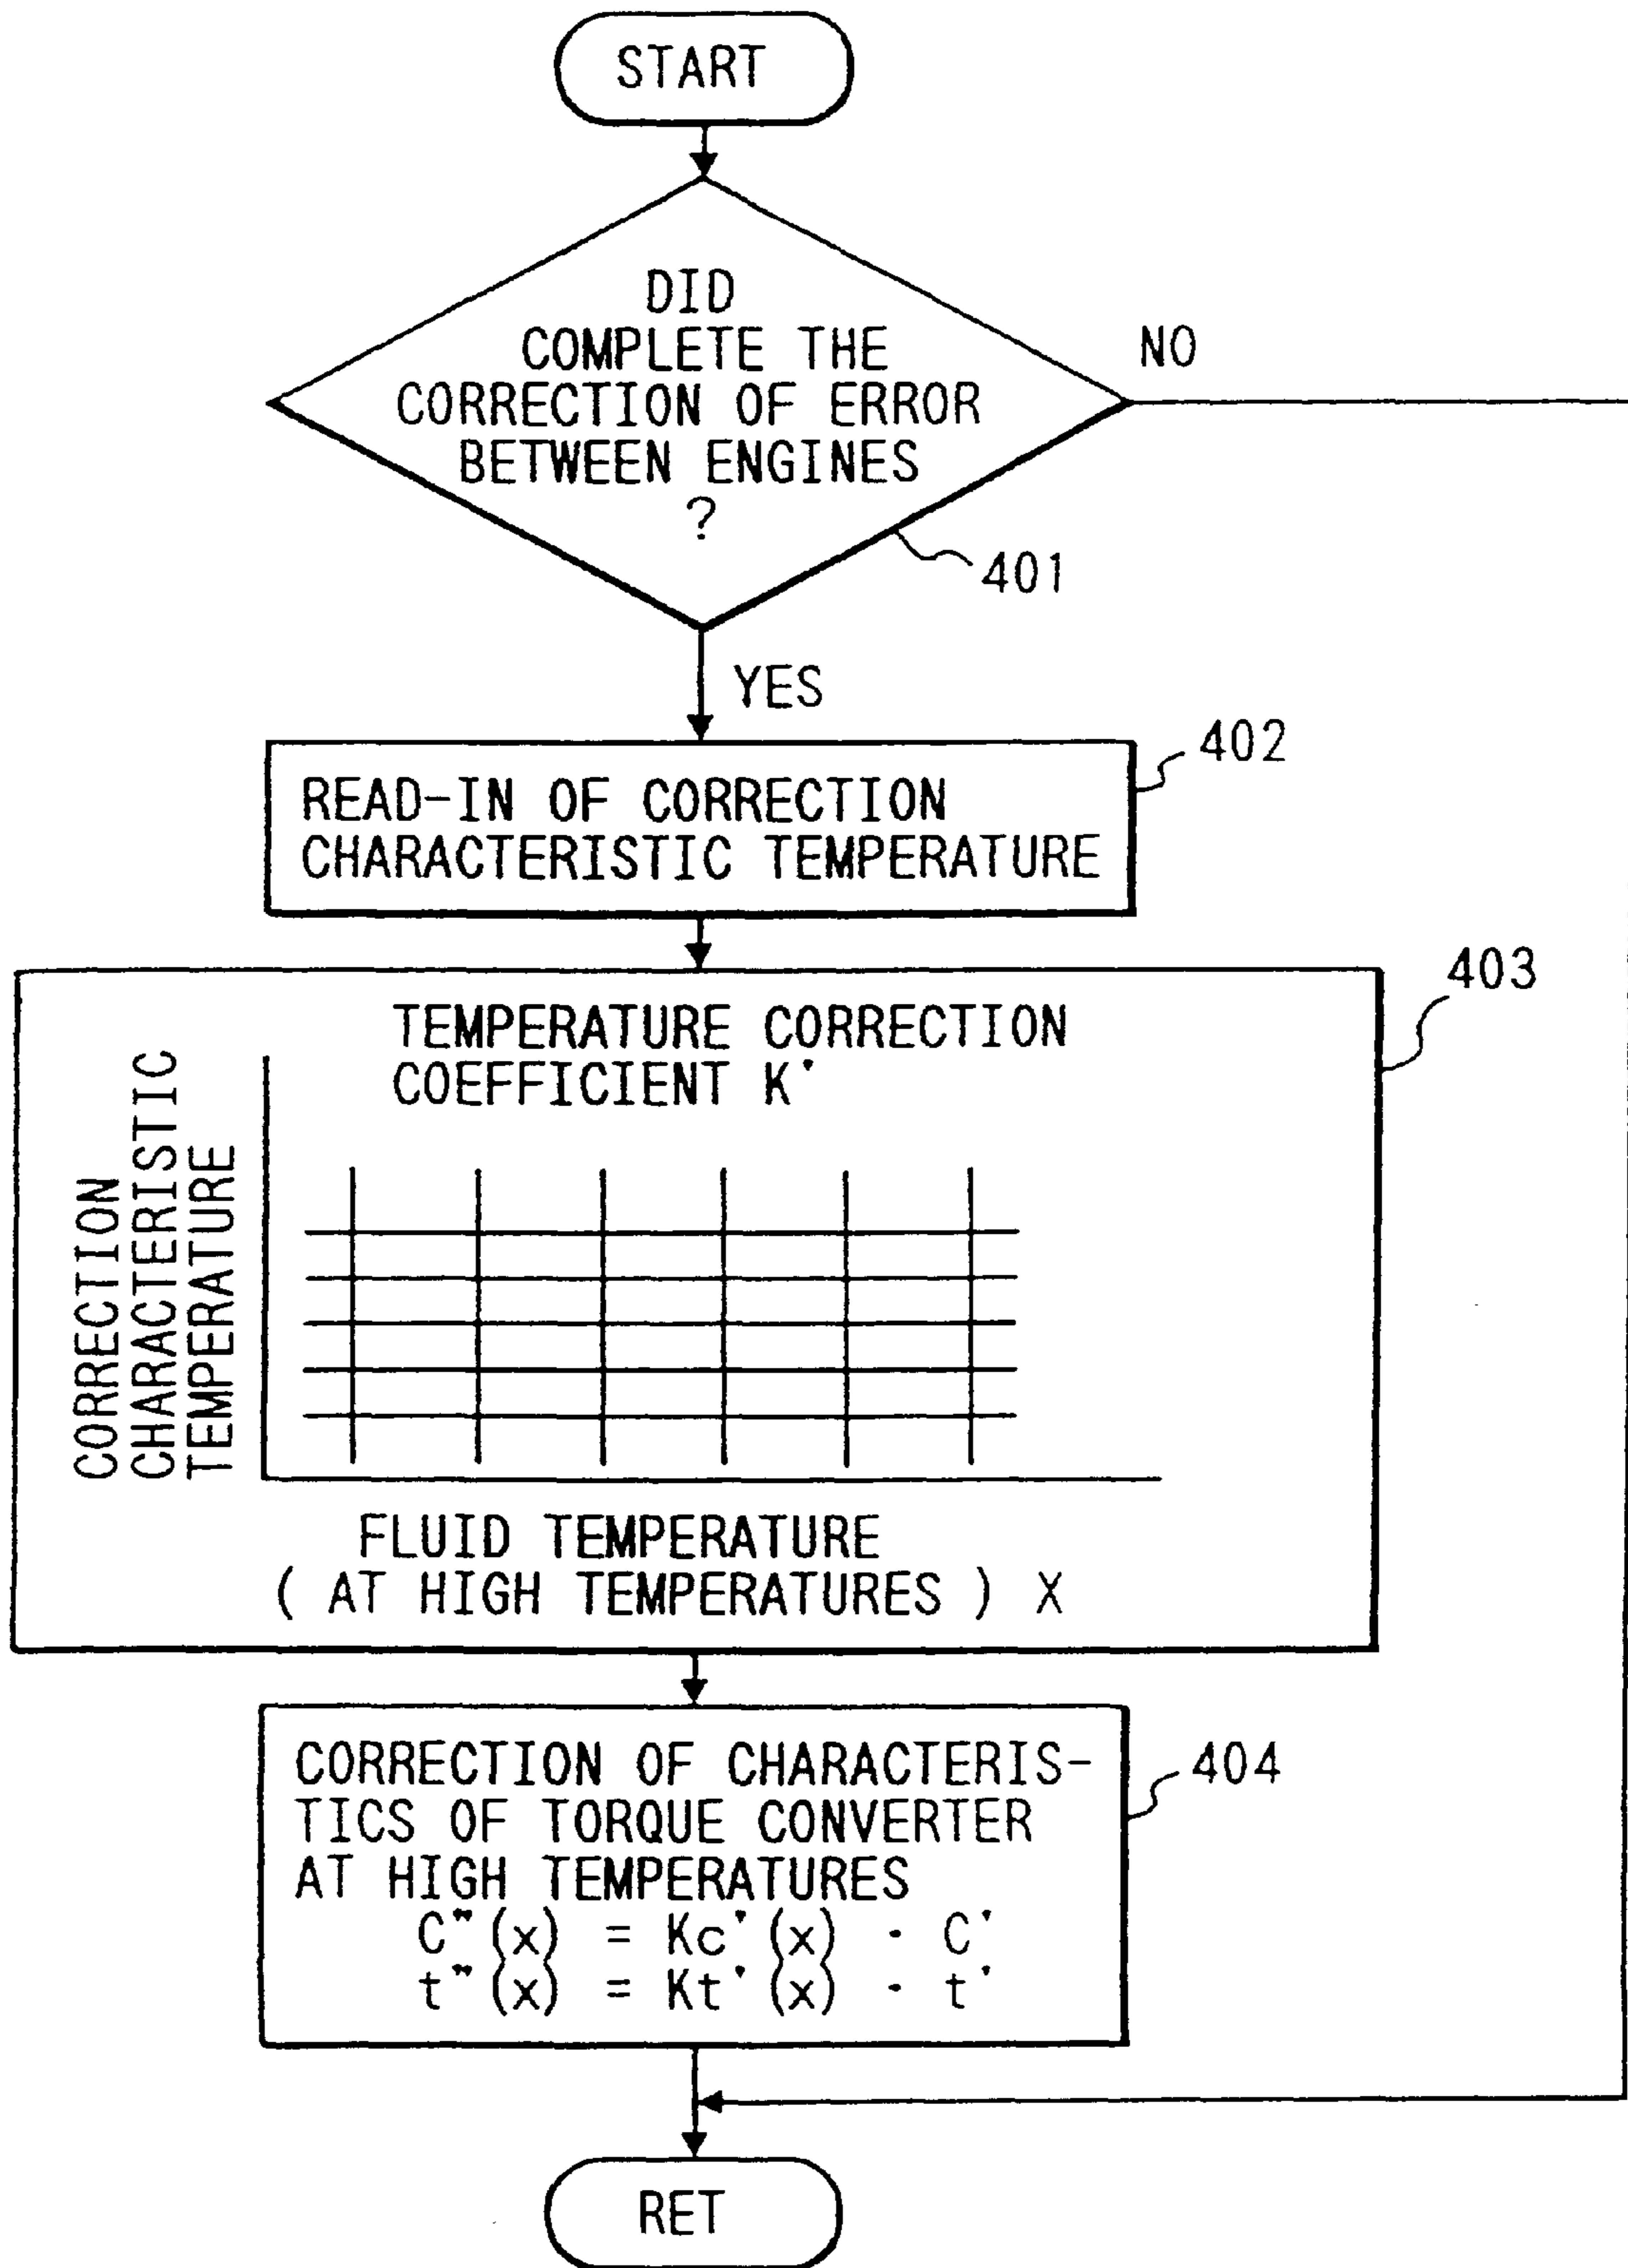 START
DID
COMPLETE THE
CORRECTION OF ERROR
BETWEEN ENGINES
?
NO
401
YES
402
READ-IN OF CORRECTION
CHARACTERISTIC TEMPERATURE
403
TEMPERATURE CORRECTION
COEFFICIENT K'
CORRECTION
CHARACTERISTIC
TEMPERATURE
FLUID TEMPERATURE
( AT HIGH TEMPERATURES ) X
404
CORRECTION OF CHARACTERIS-
TICS OF TORQUE CONVERTER
AT HIGH TEMPERATURES
C"(x) = Kc'(x) - C'
t"(x) = Kt'(x) - t'
RET